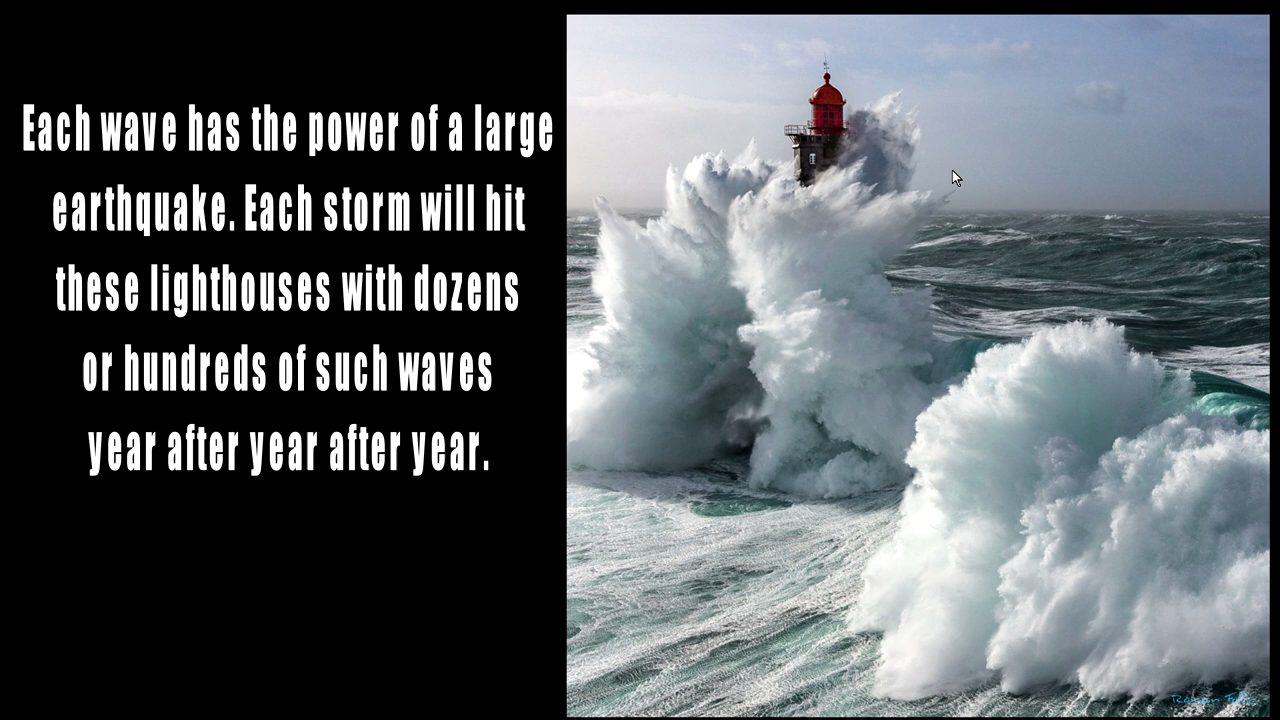 Each wave has the power of a large
earthquake. Each storm will hit
these lighthouses with dozens
or hundreds of such waves
year after year after year.